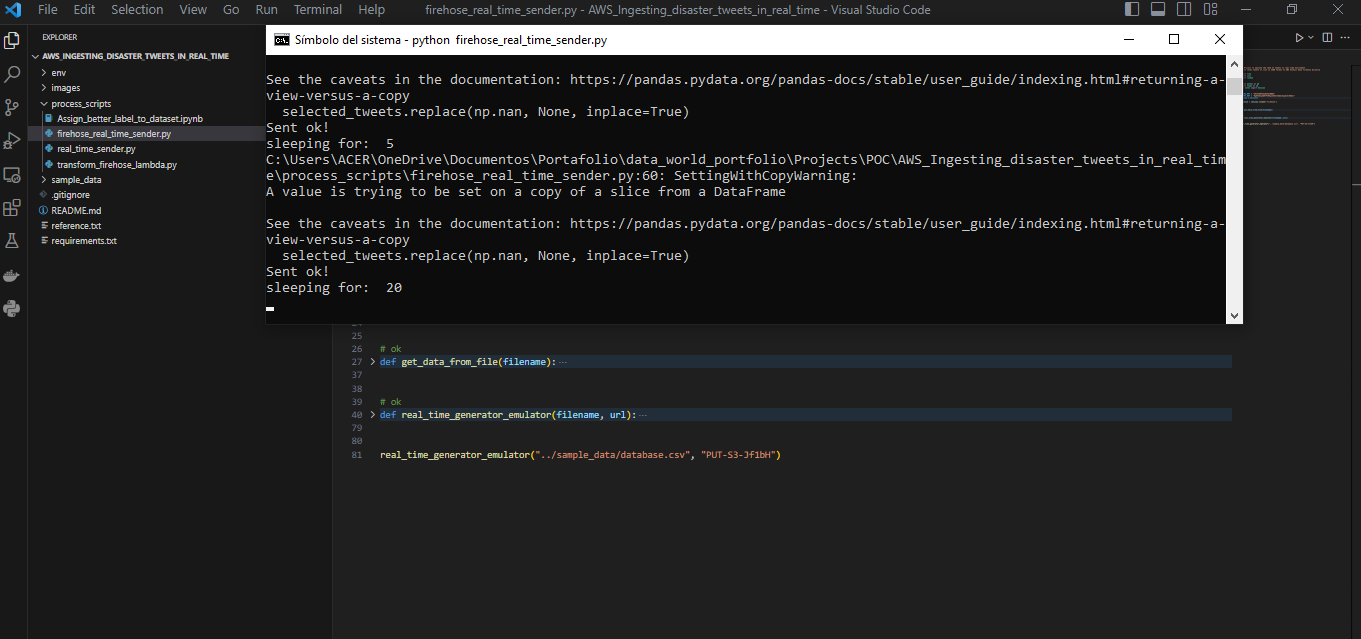 File Edit Selection View Go Run Terminal Help
firehose_real_time_sender.py - AWS_Ingesting_disaster_tweets_in_real_time - Visual Studio Code
EXPLORER
AWS_INGESTING_DISASTER_TWEETS_IN_REAL_TIME
env
images
process_scripts
Assign_better_label_to_dataset.ipynb
firehose_real_time_sender.py
real_time_sender.py
transform_firehose_lambda.py
sample_data
.gitignore
README.md
reference.txt
requirements.txt
Símbolo del sistema - python firehose_real_time_sender.py
See the caveats in the documentation: https://pandas.pydata.org/pandas-docs/stable/user_guide/indexing.html#returning-a-
view-versus-a-copy
selected_tweets.replace(np.nan, None, inplace=True)
Sent ok!
sleeping for: 5
C:\Users\ACER\OneDrive\Documentos\Portafolio\data_world_portfolio\Projects\POC\AWS_Ingesting_disaster_tweets_in_real_tim
e\process_scripts\firehose_real_time_sender.py:60: SettingWithCopyWarning:
A value is trying to be set on a copy of a slice from a DataFrame
See the caveats in the documentation: https://pandas.pydata.org/pandas-docs/stable/user_guide/indexing.html#returning-a-
view-versus-a-copy
selected_tweets.replace(np.nan, None, inplace=True)
Sent ok!
sleeping for: 20
25
26 # ok
27 def get_data_from_file(filename):
37
38
39 # ok
40 def real_time_generator_emulator(filename, url):
79
80
81 real_time_generator_emulator("../sample_data/database.csv", "PUT-S3-Jf1bH")